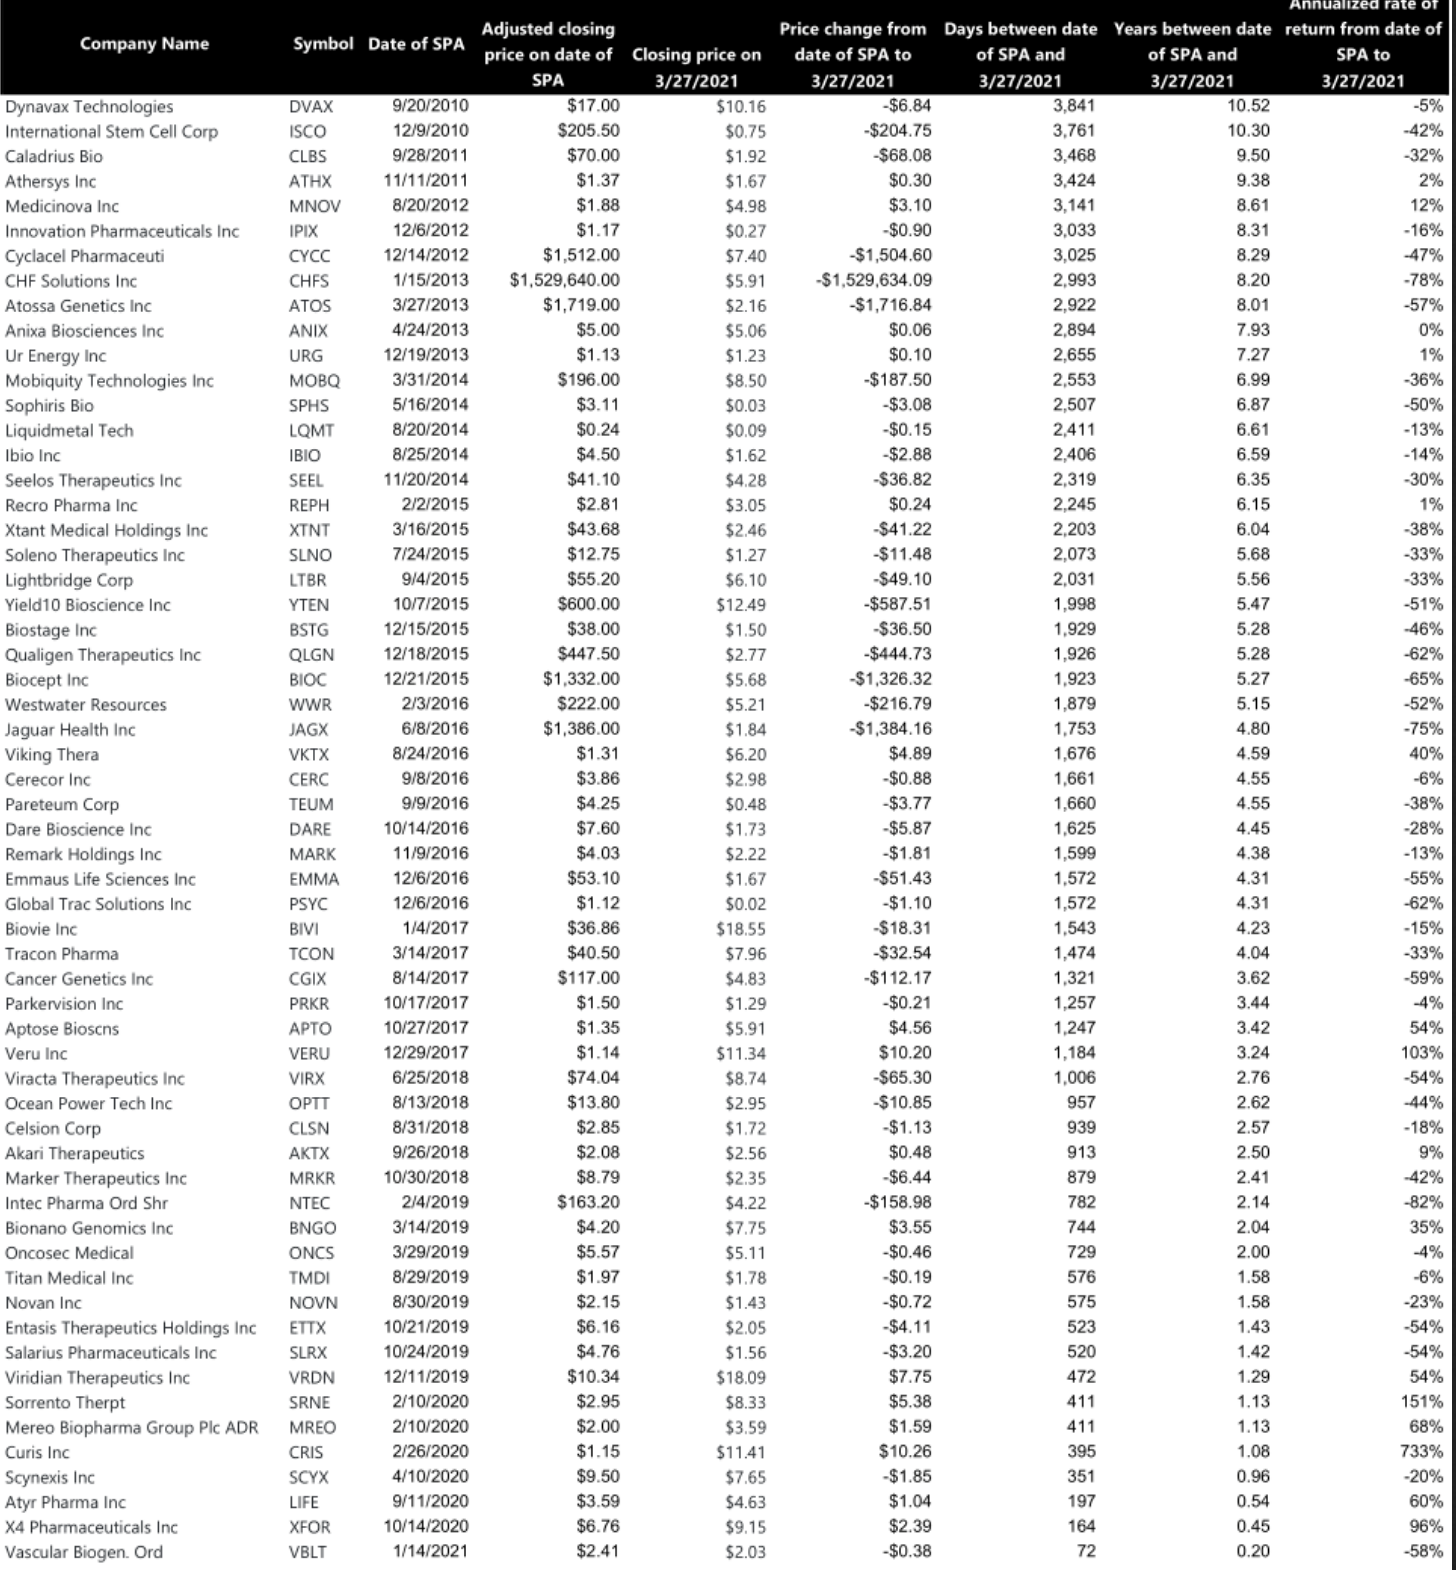 Annualized rate of
Adjusted closing Price change from Days between date Years between date return from date of
Company Name Symbol Date of SPA price on date of Closing price on date of SPA to of SPA and of SPA and SPA to
SPA 3/27/2021 3/27/2021 3/27/2021 3/27/2021 3/27/2021
Dynavax Technologies DVAX 9/20/2010 $17.00 $10.16 -$6.84 3,841 10.52 -5%
International Stem Cell Corp ISCO 12/9/2010 $205.50 $0.75 -$204.75 3,761 10.30 -42%
Caladrius Bio CLBS 9/28/2011 $70.00 $1.92 -$68.08 3,468 9.50 -32%
Athersys Inc ATHX 11/11/2011 $1.37 $1.67 $0.30 3,424 9.38 2%
Medicinova Inc MNOV 8/20/2012 $1.88 $4.98 $3.10 3,141 8.61 12%
Innovation Pharmaceuticals Inc IPIX 12/6/2012 $1.17 $0.27 -$0.90 3,033 8.31 -16%
Cyclacel Pharmaceuti CYCC 12/14/2012 $1,512.00 $7.40 -$1,504.60 3,025 8.29 -47%
CHF Solutions Inc CHFS 1/15/2013 $1,529,640.00 $5.91 -$1,529,634.09 2,993 8.20 -78%
Atossa Genetics Inc ATOS 3/27/2013 $1,719.00 $2.16 -$1,716.84 2,922 8.01 -57%
Anixa Biosciences Inc ANIX 4/24/2013 $5.00 $5.06 $0.06 2,894 7.93 0%
Ur Energy Inc URG 12/19/2013 $1.13 $1.23 $0.10 2,655 7.27 1%
Mobiquity Technologies Inc MOBQ 3/31/2014 $196.00 $8.50 -$187.50 2,553 6.99 -36%
Sophiris Bio SPHS 5/16/2014 $3.11 $0.03 -$3.08 2,507 6.87 -50%
Liquidmetal Tech LQMT 8/20/2014 $0.24 $0.09 -$0.15 2,411 6.61 -13%
Ibio Inc IBIO 8/25/2014 $4.50 $1.62 -$2.88 2,406 6.59 -14%
Seelos Therapeutics Inc SEEL 11/20/2014 $41.10 $4.28 -$36.82 2,319 6.35 -30%
Recro Pharma Inc REPH 2/2/2015 $2.81 $3.05 $0.24 2,245 6.15 1%
Xtant Medical Holdings Inc XTNT 3/16/2015 $43.68 $2.46 -$41.22 2,203 6.04 -38%
Soleno Therapeutics Inc SLNO 7/24/2015 $12.75 $1.27 -$11.48 2,073 5.68 -33%
Lightbridge Corp LTBR 9/4/2015 $55.20 $6.10 -$49.10 2,031 5.56 -33%
Yield10 Bioscience Inc YTEN 10/7/2015 $600.00 $12.49 -$587.51 1,998 5.47 -51%
Biostage Inc BSTG 12/15/2015 $38.00 $1.50 -$36.50 1,929 5.28 -46%
Qualigen Therapeutics Inc QLGN 12/18/2015 $447.50 $2.77 -$444.73 1,926 5.28 -62%
Biocept Inc BIOC 12/21/2015 $1,332.00 $5.68 -$1,326.32 1,923 5.27 -65%
Westwater Resources WWR 2/3/2016 $222.00 $5.21 -$216.79 1,879 5.15 -52%
Jaguar Health Inc JAGX 6/8/2016 $1,386.00 $1.84 -$1,384.16 1,753 4.80 -75%
Viking Thera VKTX 8/24/2016 $1.31 $6.20 $4.89 1,676 4.59 40%
Cerecor Inc CERC 9/8/2016 $3.86 $2.98 -$0.88 1,661 4.55 -6%
Pareteum Corp TEUM 9/9/2016 $4.25 $0.48 -$3.77 1,660 4.55 -38%
Dare Bioscience Inc DARE 10/14/2016 $7.60 $1.73 -$5.87 1,625 4.45 -28%
Remark Holdings Inc MARK 11/9/2016 $4.03 $2.22 -$1.81 1,599 4.38 -13%
Emmaus Life Sciences Inc EMMA 12/6/2016 $53.10 $1.67 -$51.43 1,572 4.31 -55%
Global Trac Solutions Inc PSYC 12/6/2016 $1.12 $0.02 -$1.10 1,572 4.31 -62%
Biovie Inc BIVI 1/4/2017 $36.86 $18.55 -$18.31 1,543 4.23 -15%
Tracon Pharma TCON 3/14/2017 $40.50 $7.96 -$32.54 1,474 4.04 -33%
Cancer Genetics Inc CGIX 8/14/2017 $117.00 $4.83 -$112.17 1,321 3.62 -59%
Parkervision Inc PRKR 10/17/2017 $1.50 $1.29 -$0.21 1,257 3.44 -4%
Aptose Bioscns APTO 10/27/2017 $1.35 $5.91 $4.56 1,247 3.42 54%
Veru Inc VERU 12/29/2017 $1.14 $11.34 $10.20 1,184 3.24 103%
Viracta Therapeutics Inc VIRX 6/25/2018 $74.04 $8.74 -$65.30 1,006 2.76 -54%
Ocean Power Tech Inc OPTT 8/13/2018 $13.80 $2.95 -$10.85 957 2.62 -44%
Celsion Corp CLSN 8/31/2018 $2.85 $1.72 -$1.13 939 2.57 -18%
Akari Therapeutics AKTX 9/26/2018 $2.08 $2.56 $0.48 913 2.50 9%
Marker Therapeutics Inc MRKR 10/30/2018 $8.79 $2.35 -$6.44 879 2.41 -42%
Intec Pharma Ord Shr NTEC 2/4/2019 $163.20 $4.22 -$158.98 782 2.14 -82%
Bionano Genomics Inc BNGO 3/14/2019 $4.20 $7.75 $3.55 744 2.04 35%
Oncosec Medical ONCS 3/29/2019 $5.57 $5.11 -$0.46 729 2.00 -4%
Titan Medical Inc TMDI 8/29/2019 $1.97 $1.78 -$0.19 576 1.58 -6%
Novan Inc NOVN 8/30/2019 $2.15 $1.43 -$0.72 575 1.58 -23%
Entasis Therapeutics Holdings Inc ETTX 10/21/2019 $6.16 $2.05 -$4.11 523 1.43 -54%
Salarius Pharmaceuticals Inc SLRX 10/24/2019 $4.76 $1.56 -$3.20 520 1.42 -54%
Viridian Therapeutics Inc VRDN 12/11/2019 $10.34 $18.09 $7.75 472 1.29 54%
Sorrento Therpt SRNE 2/10/2020 $2.95 $8.33 $5.38 411 1.13 151%
Mereo Biopharma Group Plc ADR MREO 2/10/2020 $2.00 $3.59 $1.59 411 1.13 68%
Curis Inc CRIS 2/26/2020 $1.15 $11.41 $10.26 395 1.08 733%
Scynexis Inc SCYX 4/10/2020 $9.50 $7.65 -$1.85 351 0.96 -20%
Atyr Pharma Inc LIFE 9/11/2020 $3.59 $4.63 $1.04 197 0.54 60%
X4 Pharmaceuticals Inc XFOR 10/14/2020 $6.76 $9.15 $2.39 164 0.45 96%
Vascular Biogen. Ord VBLT 1/14/2021 $2.41 $2.03 -$0.38 72 0.20 -58%